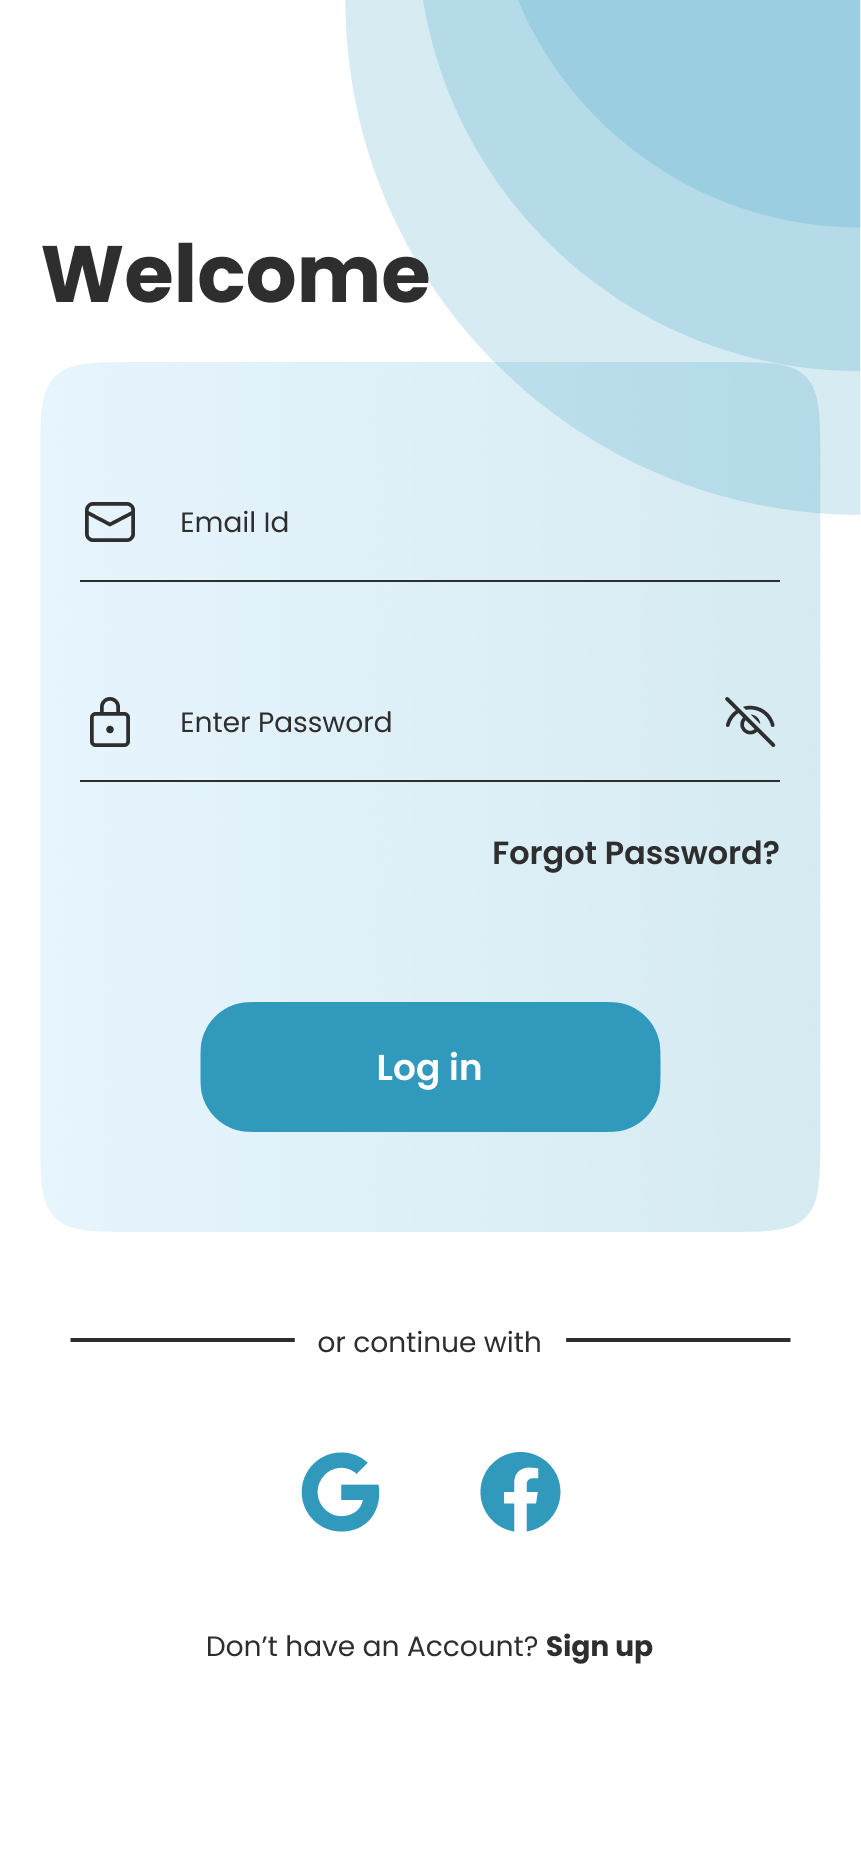 Welcome
Email Id
Enter Password
Forgot Password?
Log in
or continue with
Don’t have an Account? Sign up